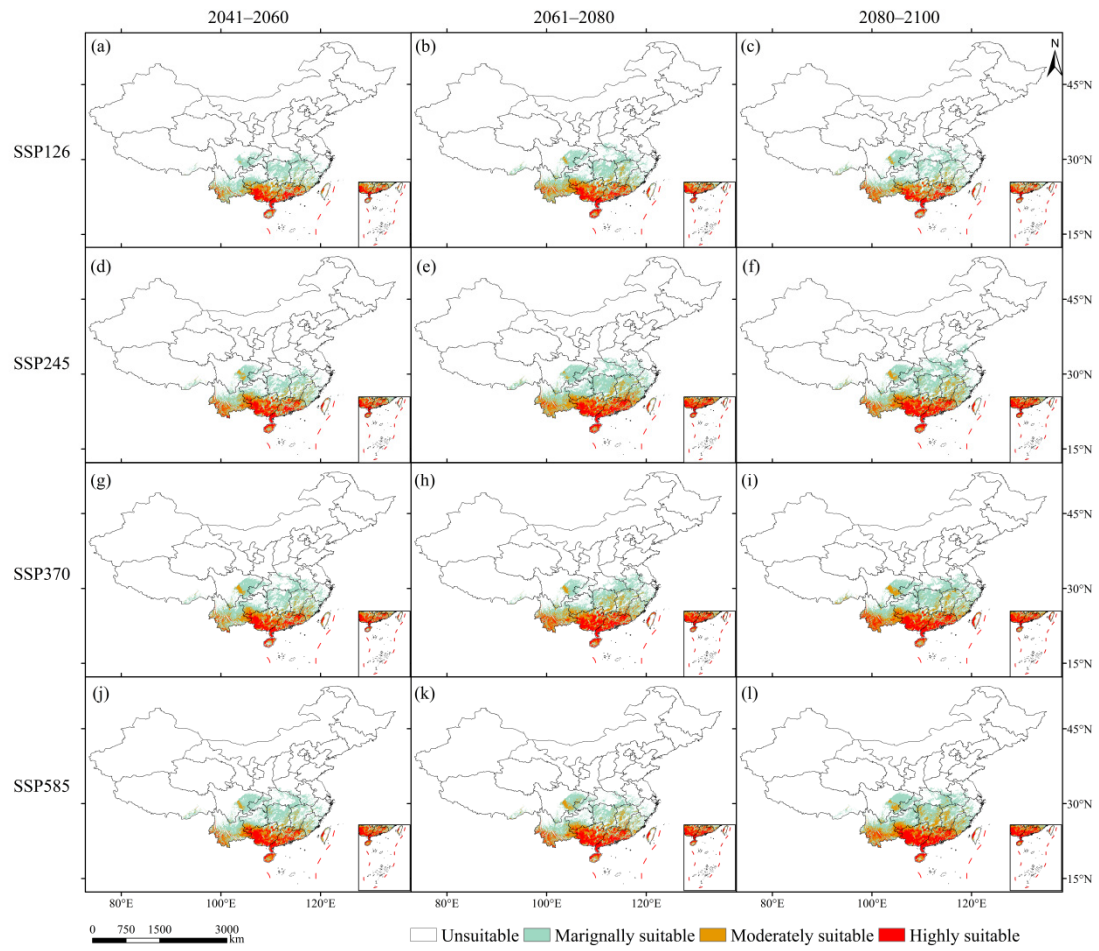 2041–2060 2061–2080 2080–2100
(a) (b) (c) N
45°N
SSP126
30°N
15°N
(d) (e) (f)
45°N
SSP245
30°N
15°N
(g) (h) (i)
45°N
SSP370
30°N
15°N
(j) (k) (l)
45°N
SSP585
30°N
15°N
80°E 100°E 120°E 80°E 100°E 120°E 80°E 100°E 120°E
0 750 1500 3000
km
Unsuitable Marignally suitable Moderately suitable Highly suitable